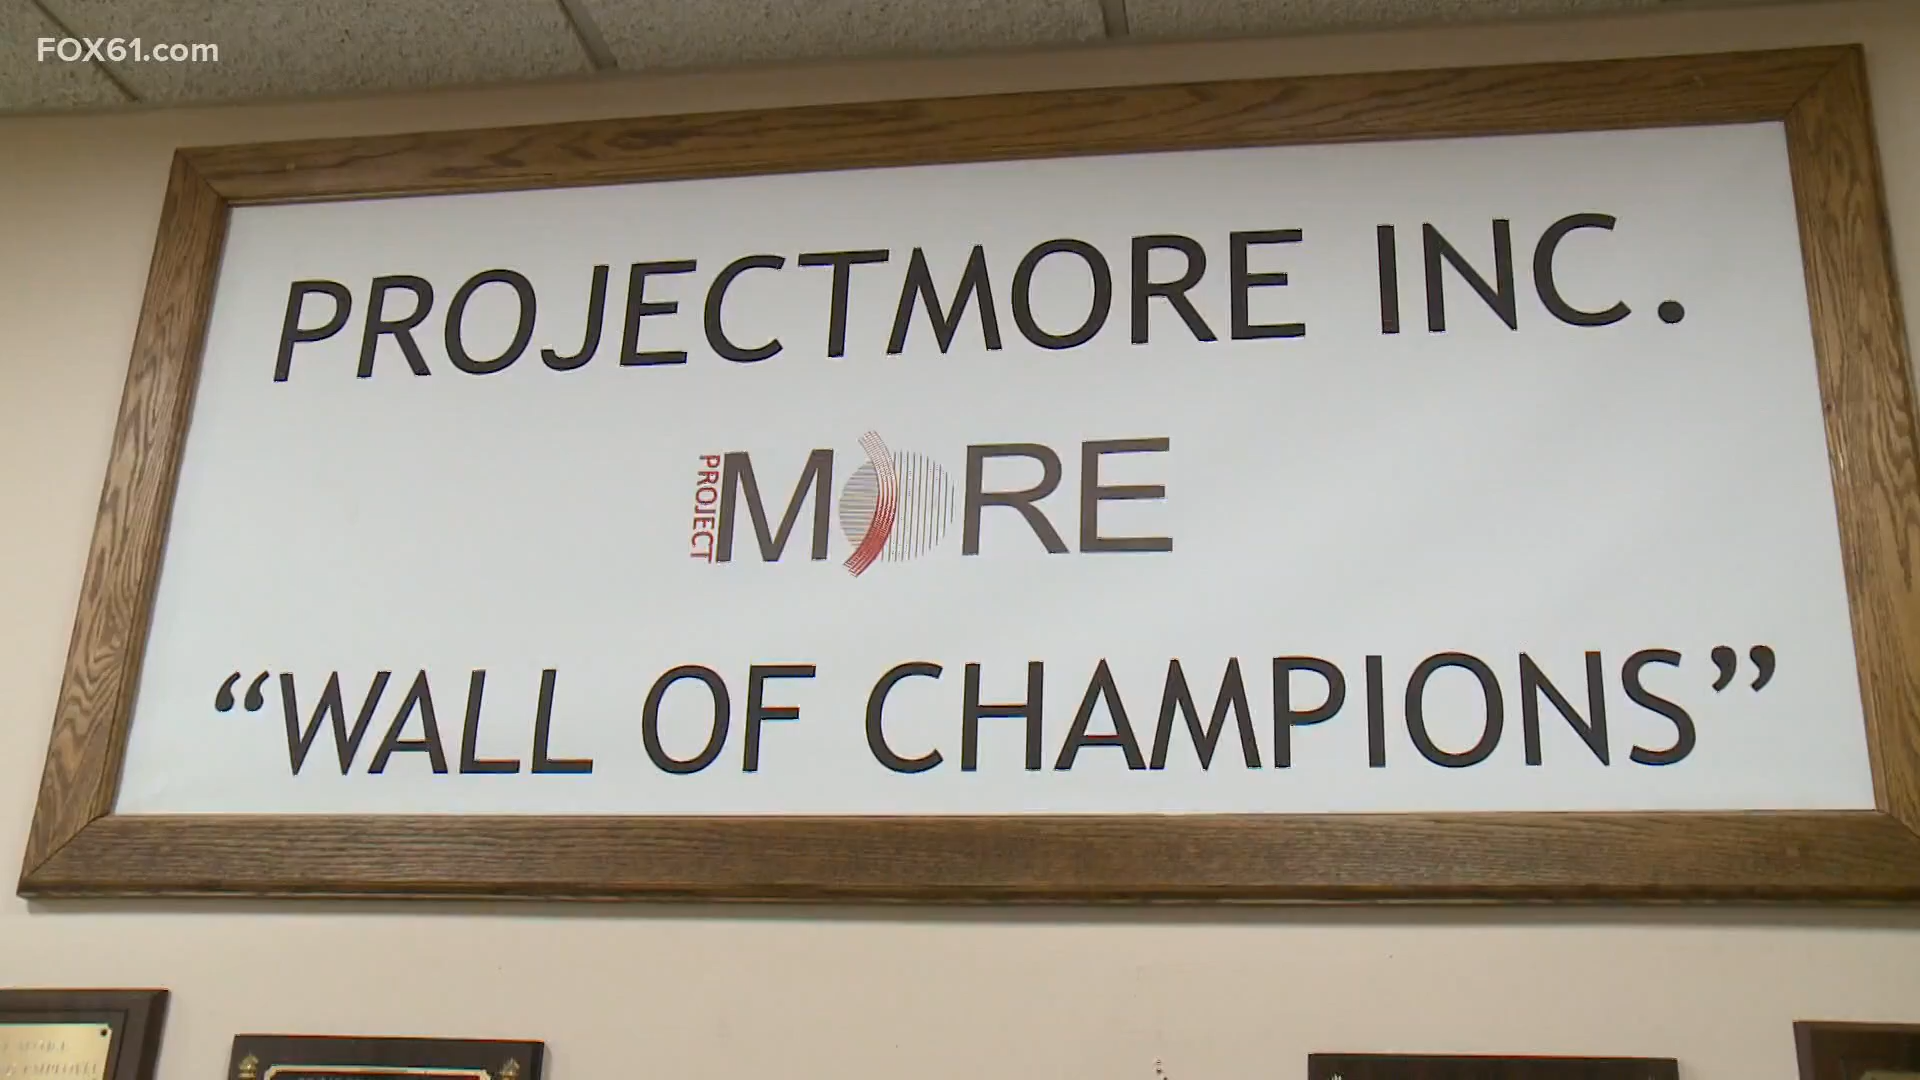 FOX61.com
PROJECTMORE INC.
PROJECT MORE
“WALL OF CHAMPIONS”